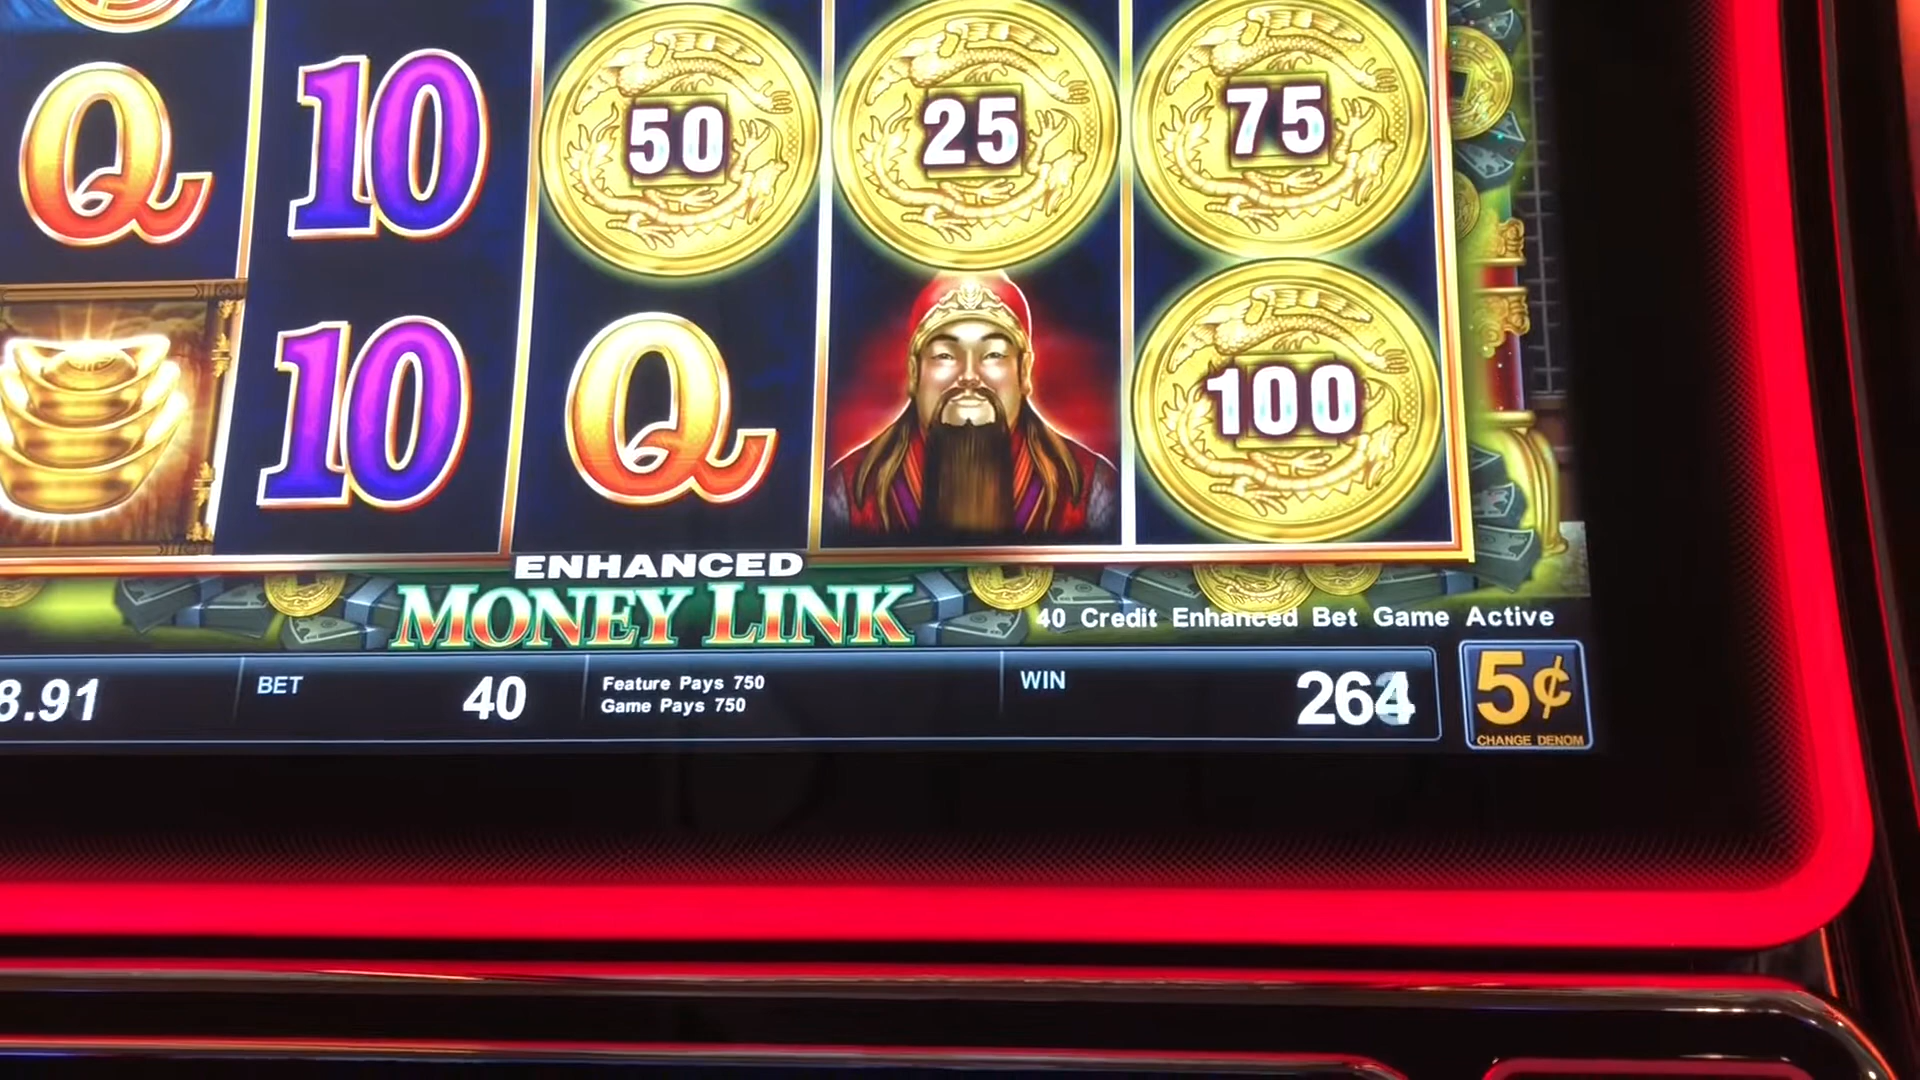 Q 10 50 25 75
10 Q 100
ENHANCED
MONEY LINK
40 Credit Enhanced Bet Game Active
8.91 BET 40
Feature Pays 750
Game Pays 750
WIN 264
5¢
CHANGE DENOM